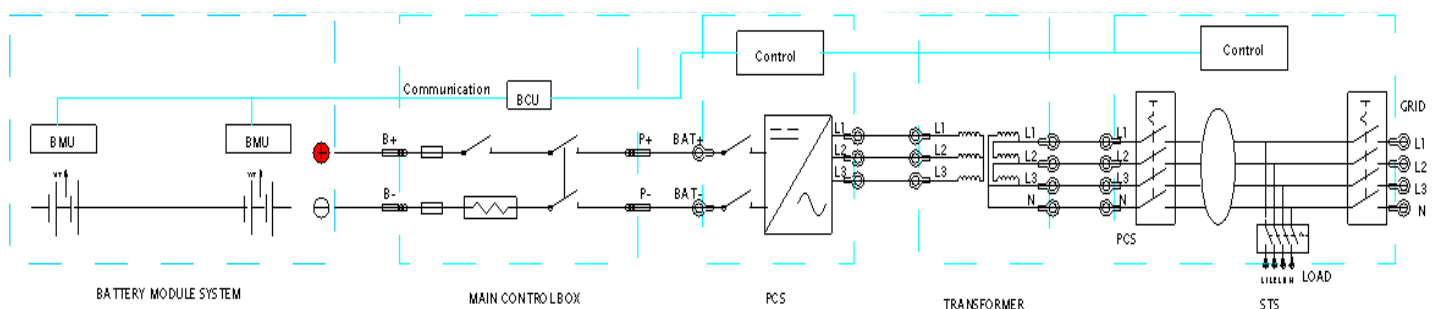 Control
Control
Communication
BCU
BMU
BMU
GRID
B+
P+
BAT+
L1
L1
L1
L1
L1
L2
L2
L2
L2
L2
L3
L3
L3
L3
L3
B-
P-
BAT-
N
N
N
PCS
LOAD
BATTERY MODULE SYSTEM
MAIN CONTROLBOX
PCS
TRANSFORMER
STS